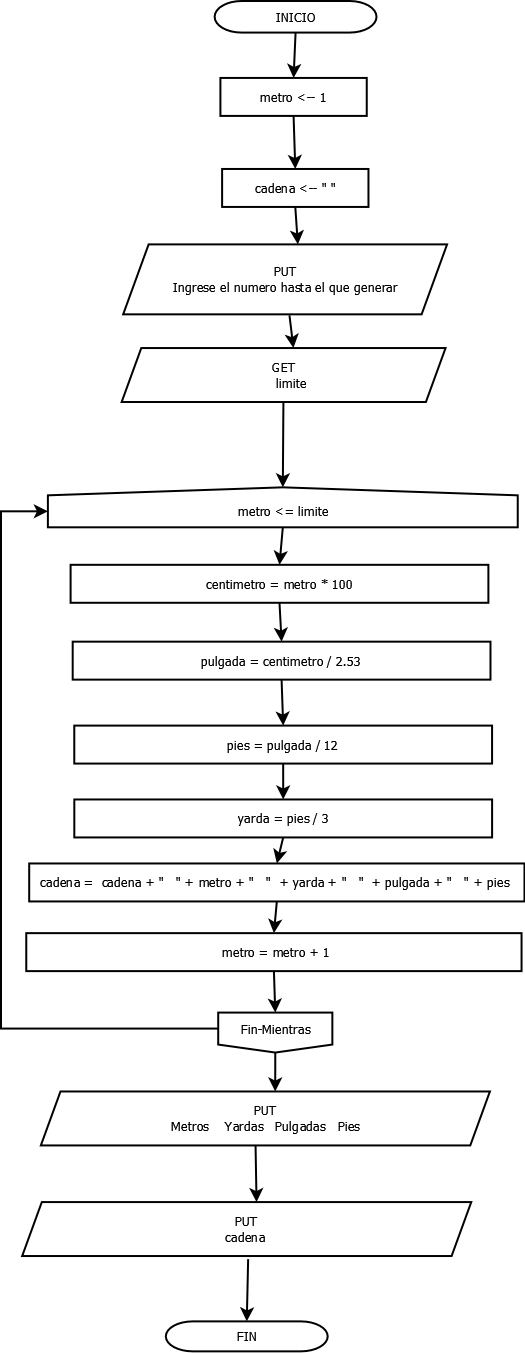 INICIO
metro <-- 1
cadena <-- " "
PUT
Ingrese el numero hasta el que generar
GET
limite
metro <= limite
centimetro = metro * 100
pulgada = centimetro / 2.53
pies = pulgada / 12
yarda = pies / 3
cadena =  cadena + "   " + metro + "   "  + yarda + "   "  + pulgada + "   " + pies
metro = metro + 1
Fin-Mientras
PUT
Metros    Yardas   Pulgadas   Pies
PUT
cadena
FIN